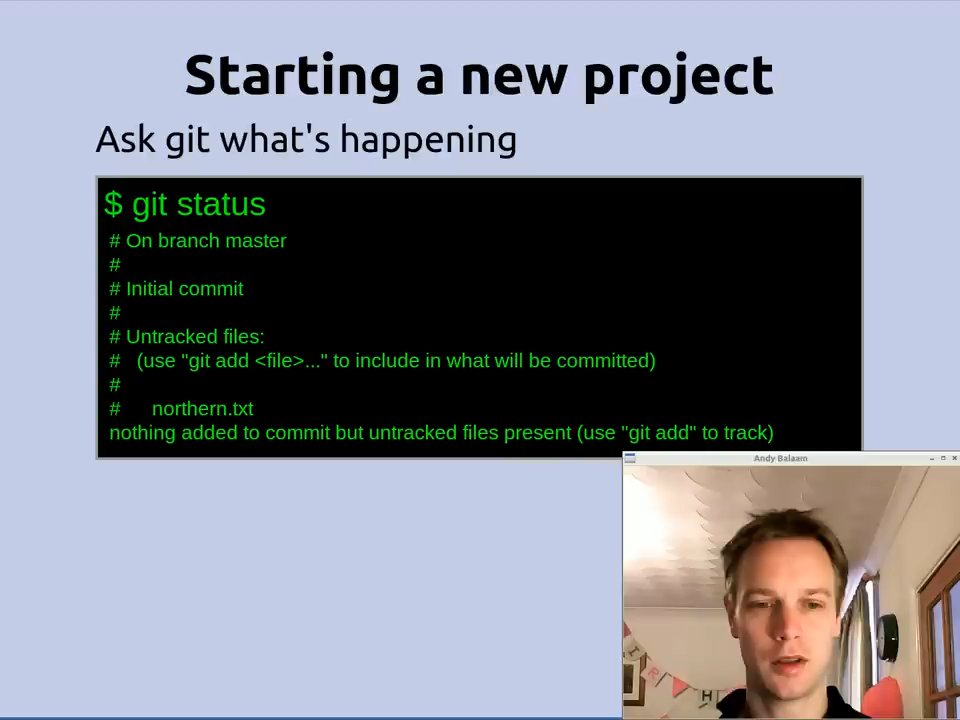 Starting a new project
Ask git what's happening
$ git status
# On branch master
#
# Initial commit
#
# Untracked files:
#   (use "git add <file>..." to include in what will be committed)
#
#      northern.txt
nothing added to commit but untracked files present (use "git add" to track)
Andy Balaam